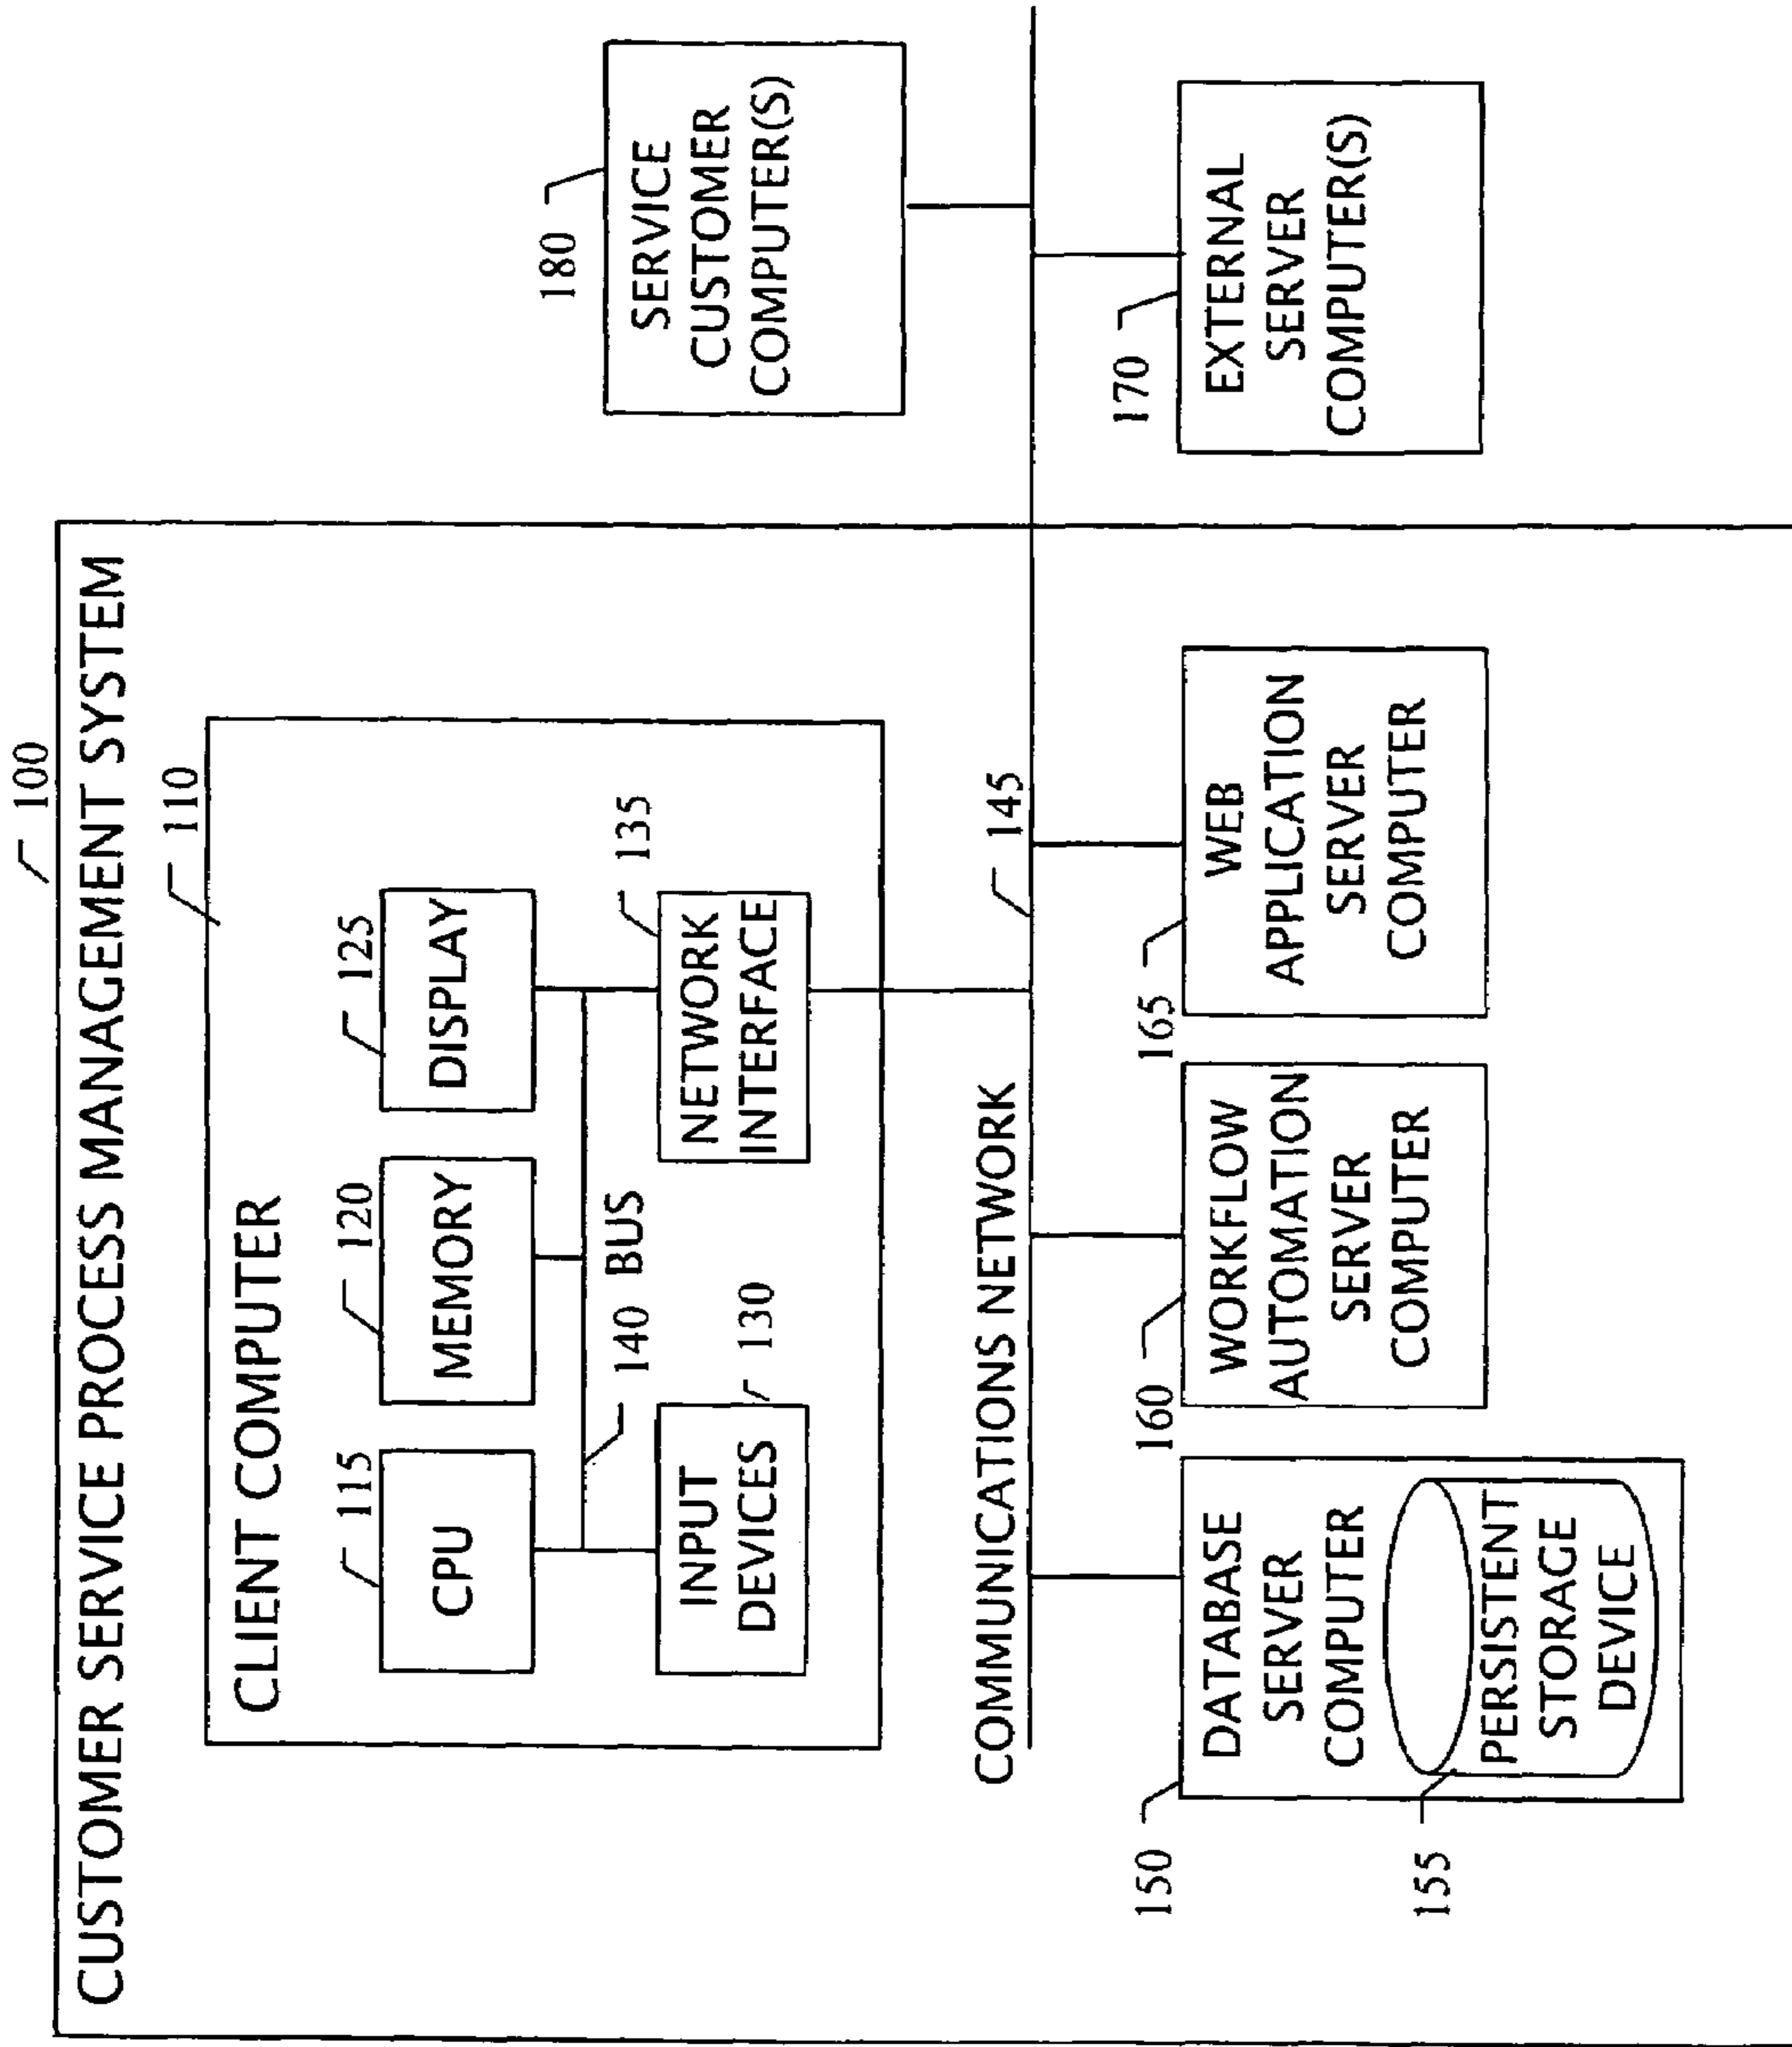 100
CUSTOMER SERVICE PROCESS MANAGEMENT SYSTEM
110
CLIENT COMPUTER
115
CPU
120
MEMORY
125
DISPLAY
140
BUS
INPUT
DEVICES
130
135
NETWORK
INTERFACE
180
SERVICE
CUSTOMER
COMPUTER(S)
COMMUNICATIONS NETWORK
145
150
DATABASE
SERVER
COMPUTER
155
PERSISTENT
STORAGE
DEVICE
160
WORKFLOW
AUTOMATION
SERVER
COMPUTER
165
WEB
APPLICATION
SERVER
COMPUTER
170
EXTERNAL
SERVER
COMPUTER(S)